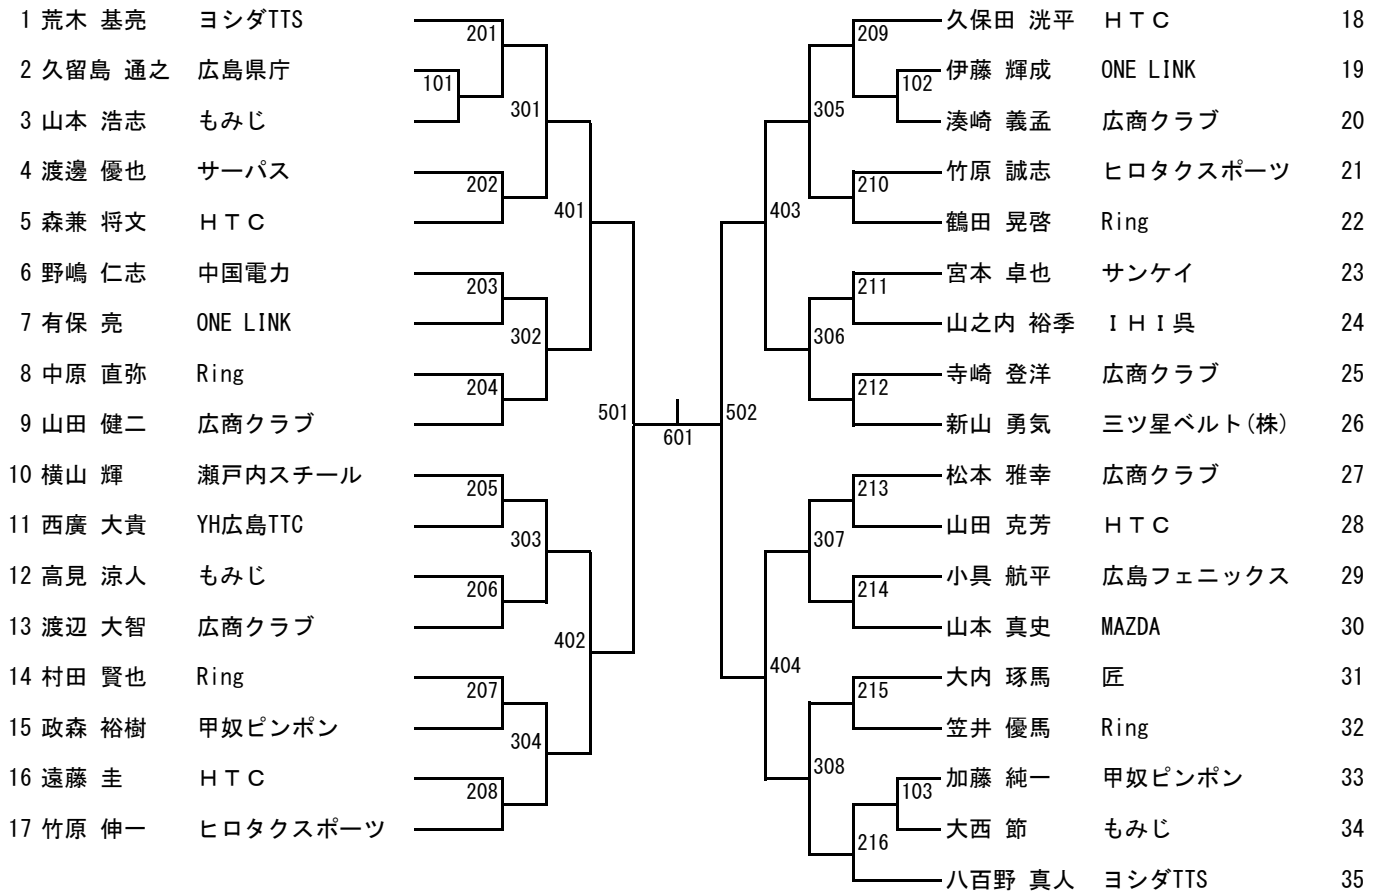 1 荒木 基亮 ヨシダTTS
201
2 久留島 通之 広島県庁
101
301
3 山本 浩志 もみじ
4 渡邊 優也 サーパス
202
401
5 森兼 将文 ＨＴＣ
6 野嶋 仁志 中国電力
203
7 有保 亮 ONE LINK
302
8 中原 直弥 Ring
204
9 山田 健二 広商クラブ
501
10 横山 輝 瀬戸内スチール
205
11 西廣 大貴 YH広島TTC
303
12 高見 涼人 もみじ
206
13 渡辺 大智 広商クラブ
402
14 村田 賢也 Ring
207
15 政森 裕樹 甲奴ピンポン
304
16 遠藤 圭 ＨＴＣ
208
17 竹原 伸一 ヒロタクスポーツ
601
久保田 洸平 ＨＴＣ 18
209
伊藤 輝成 ONE LINK 19
102
305
湊崎 義孟 広商クラブ 20
竹原 誠志 ヒロタクスポーツ 21
210
403
鶴田 晃啓 Ring 22
宮本 卓也 サンケイ 23
211
山之内 裕季 ＩＨＩ呉 24
306
寺崎 登洋 広商クラブ 25
212
502
新山 勇気 三ツ星ベルト(株) 26
松本 雅幸 広商クラブ 27
213
山田 克芳 ＨＴＣ 28
307
小具 航平 広島フェニックス 29
214
山本 真史 MAZDA 30
404
大内 琢馬 匠 31
215
笠井 優馬 Ring 32
308
加藤 純一 甲奴ピンポン 33
103
大西 節 もみじ 34
216
八百野 真人 ヨシダTTS 35